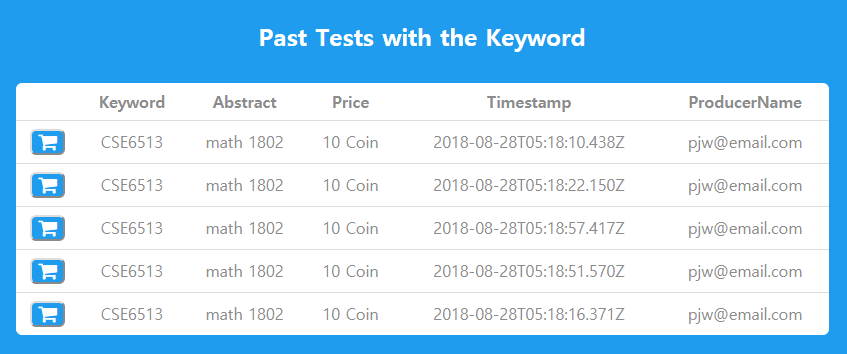 Past Tests with the Keyword
Keyword Abstract Price Timestamp ProducerName
CSE6513 math 1802 10 Coin 2018-08-28T05:18:10.438Z pjw@email.com
CSE6513 math 1802 10 Coin 2018-08-28T05:18:22.150Z pjw@email.com
CSE6513 math 1802 10 Coin 2018-08-28T05:18:57.417Z pjw@email.com
CSE6513 math 1802 10 Coin 2018-08-28T05:18:51.570Z pjw@email.com
CSE6513 math 1802 10 Coin 2018-08-28T05:18:16.371Z pjw@email.com